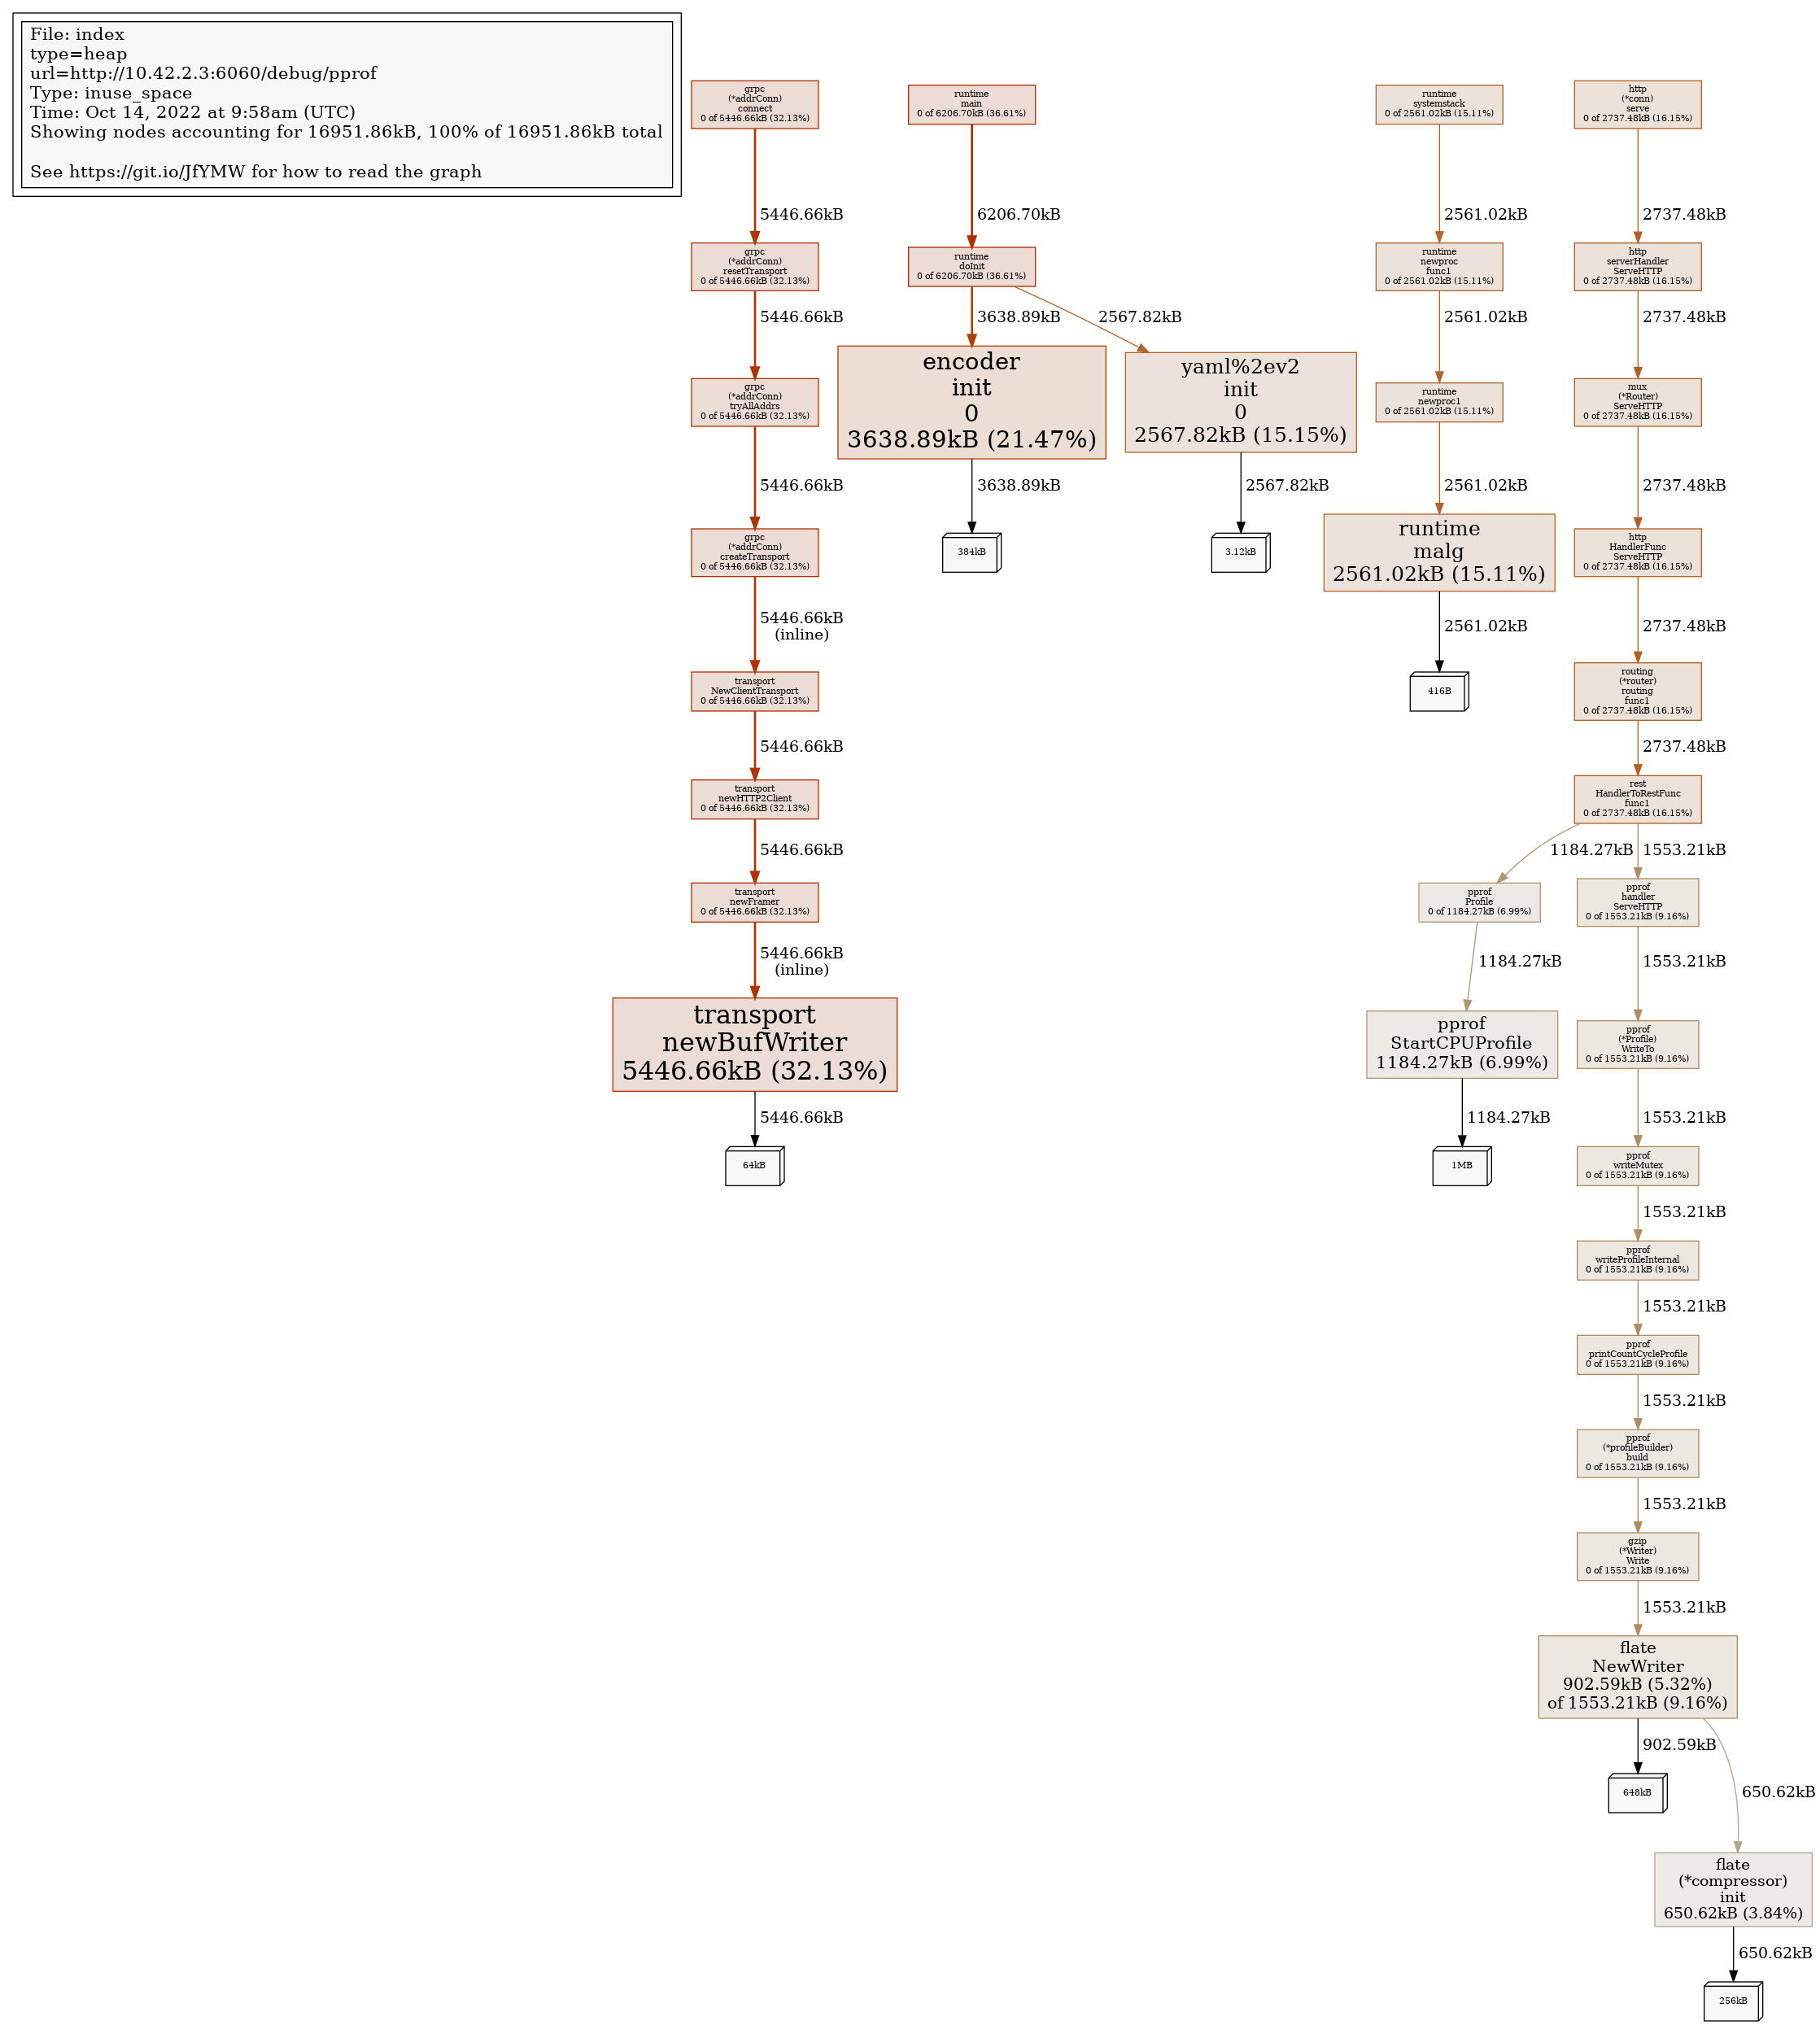 File: index
type=heap
url=http://10.42.2.3:6060/debug/pprof
Type: inuse_space
Time: Oct 14, 2022 at 9:58am (UTC)
Showing nodes accounting for 16951.86kB, 100% of 16951.86kB total
See https://git.io/JfYMW for how to read the graph
grpc
(*addrConn)
connect
0 of 5446.66kB (32.13%)
5446.66kB
grpc
(*addrConn)
resetTransport
0 of 5446.66kB (32.13%)
5446.66kB
grpc
(*addrConn)
tryAllAddrs
0 of 5446.66kB (32.13%)
5446.66kB
grpc
(*addrConn)
createTransport
0 of 5446.66kB (32.13%)
5446.66kB
(inline)
transport
NewClientTransport
0 of 5446.66kB (32.13%)
5446.66kB
transport
newHTTP2Client
0 of 5446.66kB (32.13%)
5446.66kB
transport
newFramer
0 of 5446.66kB (32.13%)
5446.66kB
(inline)
transport
newBufWriter
5446.66kB (32.13%)
5446.66kB
64kB
runtime
main
0 of 6206.70kB (36.61%)
6206.70kB
runtime
doInit
0 of 6206.70kB (36.61%)
3638.89kB
2567.82kB
encoder
init
0
3638.89kB (21.47%)
3638.89kB
384kB
yaml%2ev2
init
0
2567.82kB (15.15%)
2567.82kB
3.12kB
runtime
systemstack
0 of 2561.02kB (15.11%)
2561.02kB
runtime
newproc
func1
0 of 2561.02kB (15.11%)
2561.02kB
runtime
newproc1
0 of 2561.02kB (15.11%)
2561.02kB
runtime
malg
2561.02kB (15.11%)
2561.02kB
416B
http
(*conn)
serve
0 of 2737.48kB (16.15%)
2737.48kB
http
serverHandler
ServeHTTP
0 of 2737.48kB (16.15%)
2737.48kB
mux
(*Router)
ServeHTTP
0 of 2737.48kB (16.15%)
2737.48kB
http
HandlerFunc
ServeHTTP
0 of 2737.48kB (16.15%)
2737.48kB
routing
(*router)
routing
func1
0 of 2737.48kB (16.15%)
2737.48kB
rest
HandlerToRestFunc
func1
0 of 2737.48kB (16.15%)
1184.27kB
1553.21kB
pprof
Profile
0 of 1184.27kB (6.99%)
1184.27kB
pprof
StartCPUProfile
1184.27kB (6.99%)
1184.27kB
1MB
pprof
handler
ServeHTTP
0 of 1553.21kB (9.16%)
1553.21kB
pprof
(*Profile)
WriteTo
0 of 1553.21kB (9.16%)
1553.21kB
pprof
writeMutex
0 of 1553.21kB (9.16%)
1553.21kB
pprof
writeProfileInternal
0 of 1553.21kB (9.16%)
1553.21kB
pprof
printCountCycleProfile
0 of 1553.21kB (9.16%)
1553.21kB
pprof
(*profileBuilder)
build
0 of 1553.21kB (9.16%)
1553.21kB
gzip
(*Writer)
Write
0 of 1553.21kB (9.16%)
1553.21kB
flate
NewWriter
902.59kB (5.32%)
of 1553.21kB (9.16%)
902.59kB
648kB
650.62kB
flate
(*compressor)
init
650.62kB (3.84%)
650.62kB
256kB